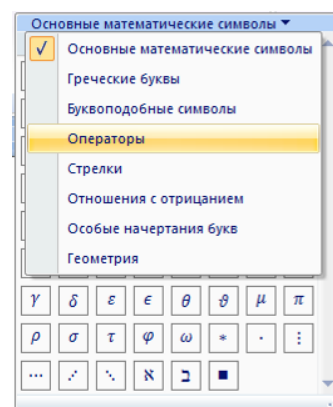 Основные математические символы
Основные математические символы
Греческие буквы
Буквоподобные символы
Операторы
Стрелки
Отношения с отрицанием
Особые начертания букв
Геометрия
γ δ ε ϵ θ ϑ μ π
ρ σ τ φ ω ∗ · ⋮
⋯ ⋰ ⋱ ℵ ℶ ■